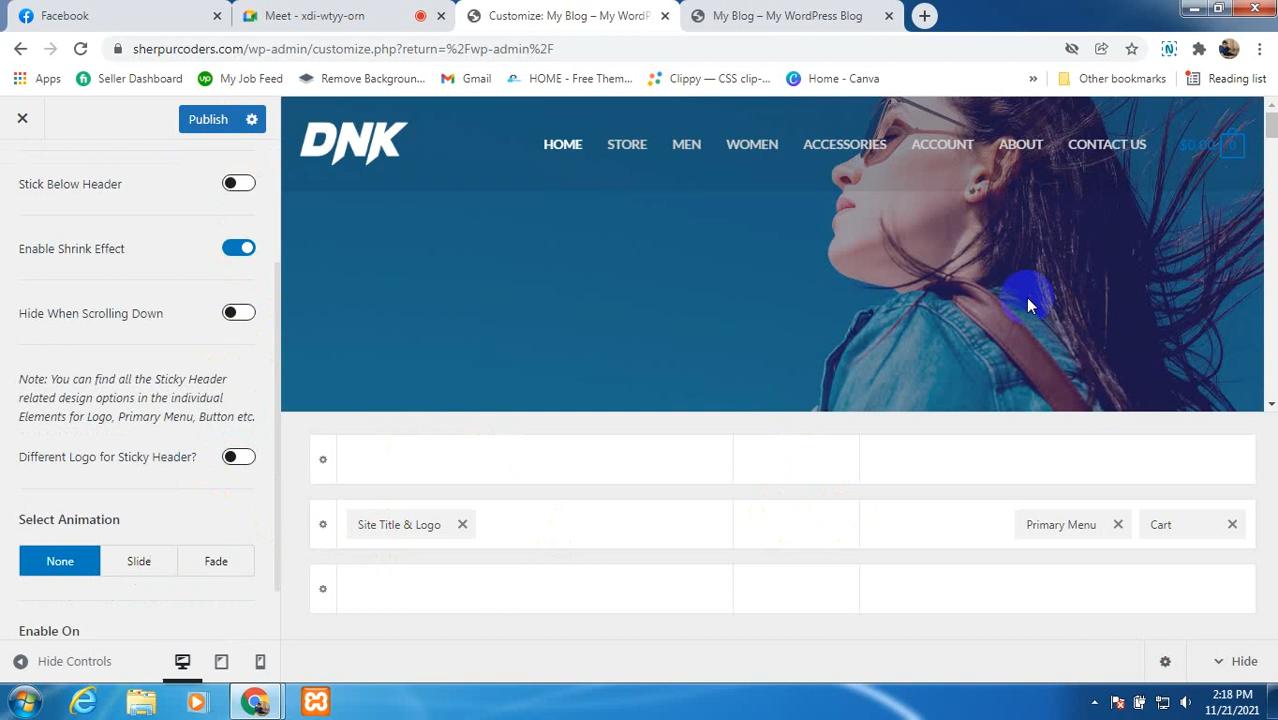 Facebook
Meet - xdi-wtyy-orn
Customize: My Blog – My WordP
My Blog – My WordPress Blog
sherpurcoders.com/wp-admin/customize.php?return=%2Fwp-admin%2F
Apps
Seller Dashboard
My Job Feed
Remove Backgroun...
Gmail
HOME - Free Them...
Clippy — CSS clip-...
Home - Canva
»
Other bookmarks
Reading list
Publish
DNK
HOME
STORE
MEN
WOMEN
ACCESSORIES
ACCOUNT
ABOUT
CONTACT US
$0.00
0
Stick Below Header
Enable Shrink Effect
Hide When Scrolling Down
Note: You can find all the Sticky Header
related design options in the individual
Elements for Logo, Primary Menu, Button etc.
Different Logo for Sticky Header?
Select Animation
None
Slide
Fade
Enable On
Site Title & Logo
Primary Menu
Cart
Hide Controls
Hide
2:18 PM
11/21/2021